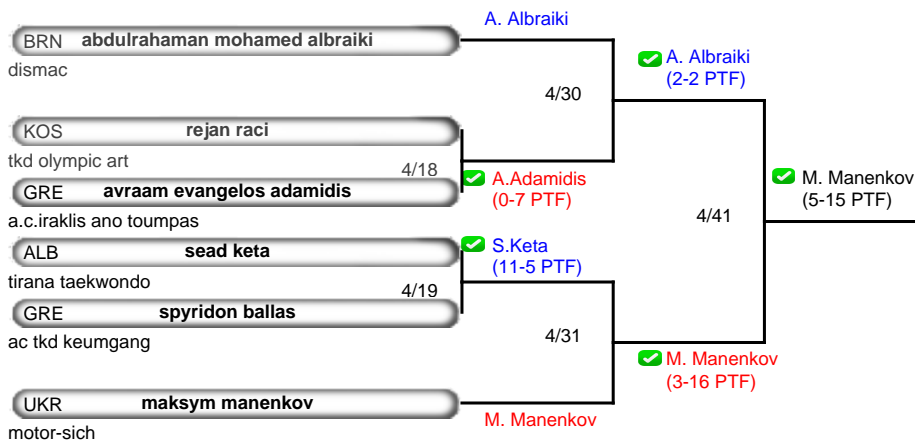 A. Albraiki
BRN abdulrahaman mohamed albraiki
dismac
A. Albraiki
(2-2 PTF)
4/30
KOS rejan raci
tkd olympic art
4/18
GRE avraam evangelos adamidis
a.c.iraklis ano toumpas
A.Adamidis
(0-7 PTF)
M. Manenkov
(5-15 PTF)
4/41
ALB sead keta
tirana taekwondo
S.Keta
(11-5 PTF)
4/19
GRE spyridon ballas
ac tkd keumgang
4/31
M. Manenkov
(3-16 PTF)
UKR maksym manenkov
motor-sich
M. Manenkov